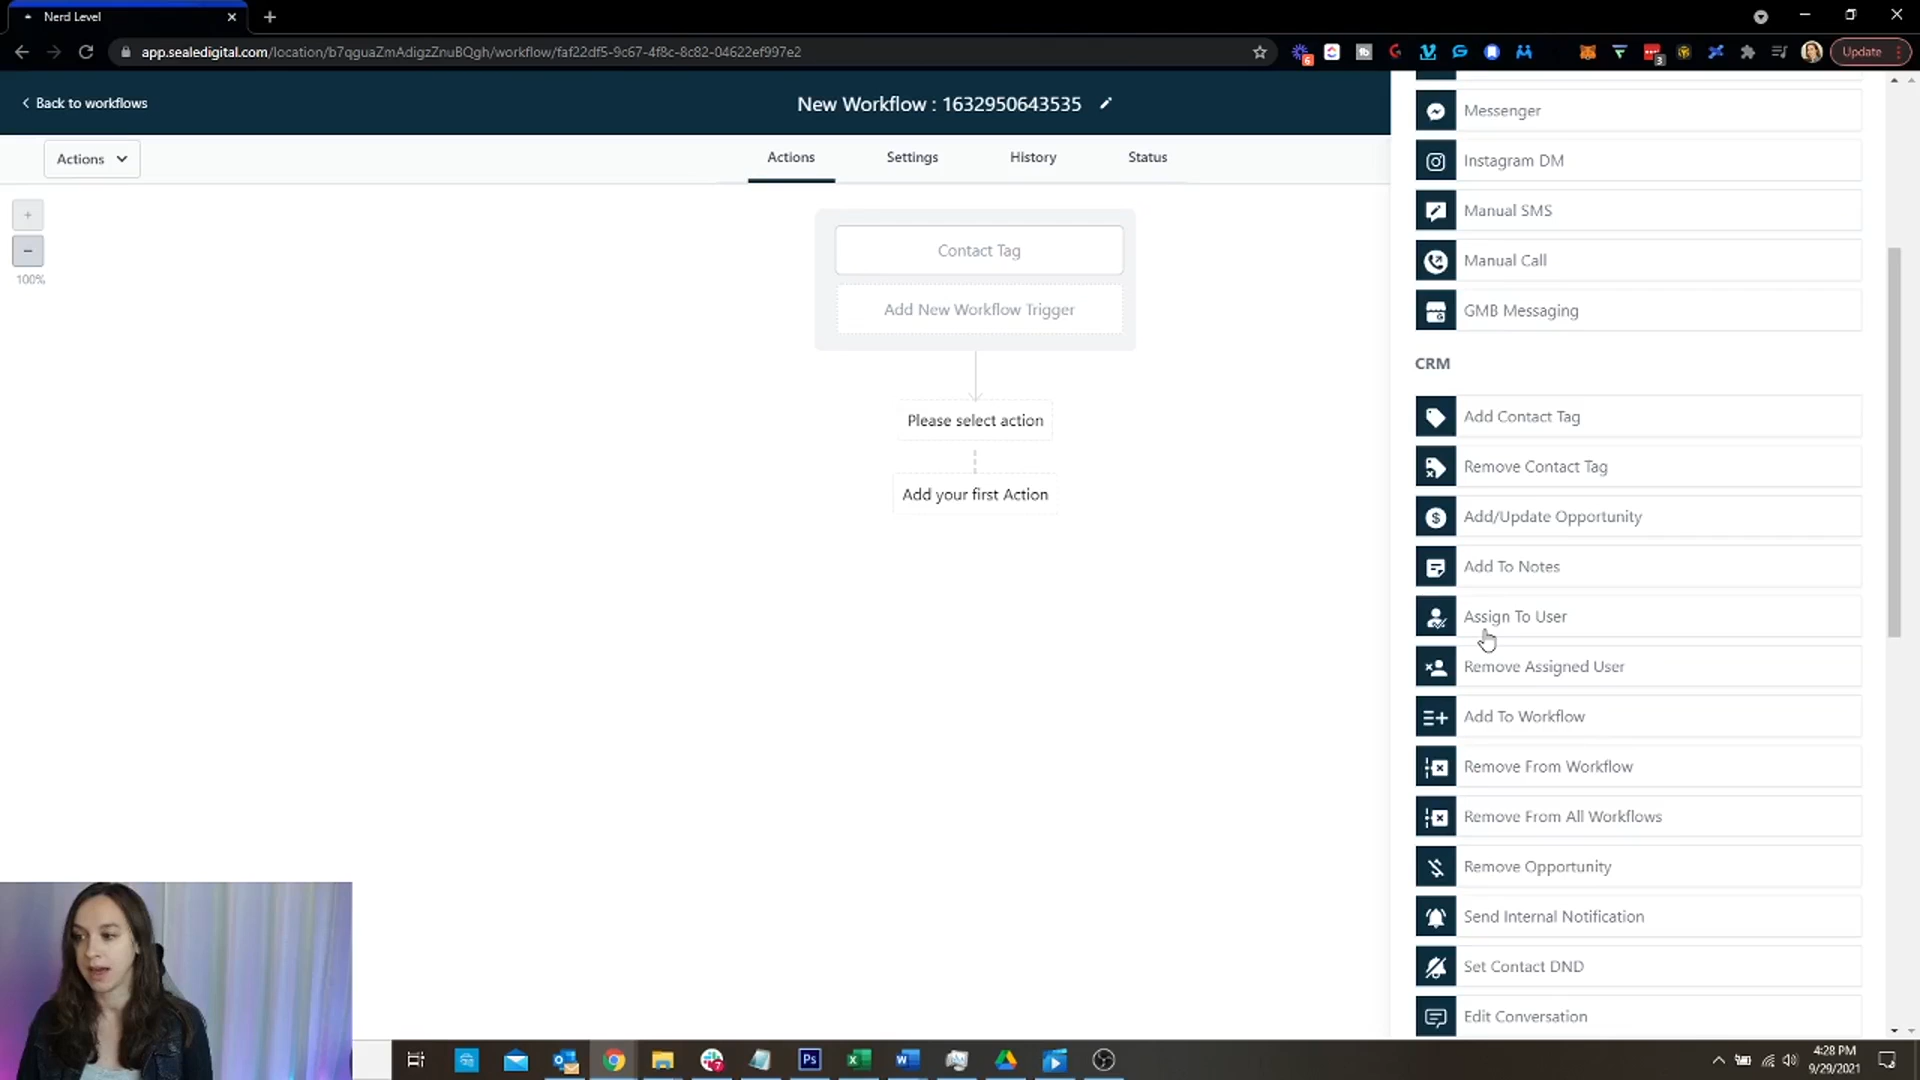 Nerd Level
app.sealedigital.com/location/b7qguaZmAdigzZnuBQgh/workflow/faf22df5-9c67-4f8c-8c82-04622ef997e2
6
3
Update
Back to workflows
New Workflow : 1632950643535
Actions
Actions
Settings
History
Status
+
−
100%
Contact Tag
Add New Workflow Trigger
Please select action
Add your first Action
Messenger
Instagram DM
Manual SMS
Manual Call
GMB Messaging
CRM
Add Contact Tag
Remove Contact Tag
Add/Update Opportunity
Add To Notes
Assign To User
Remove Assigned User
Add To Workflow
Remove From Workflow
Remove From All Workflows
Remove Opportunity
Send Internal Notification
Set Contact DND
Edit Conversation
Ps
4:28 PM
9/29/2021